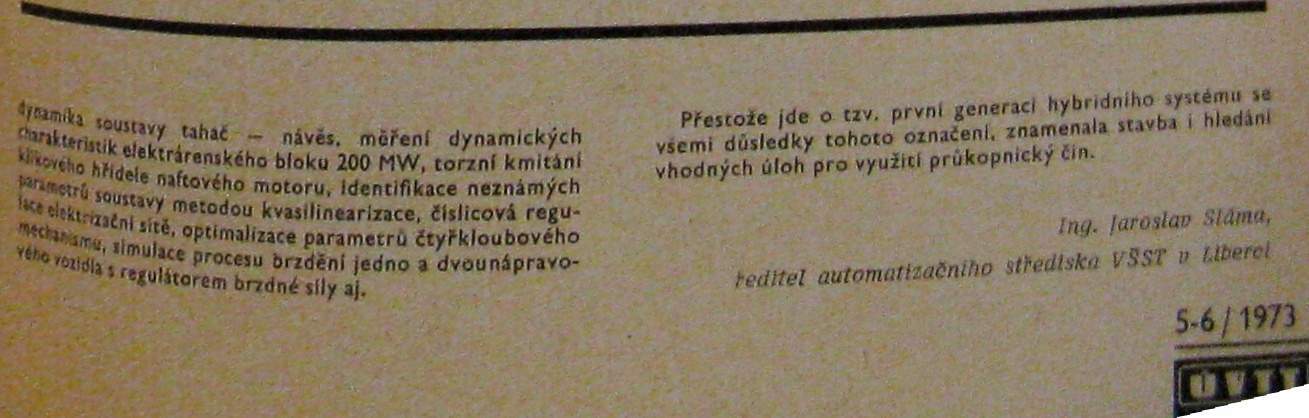 dynamika soustavy tahač — návěs, měření dynamických
charakteristik elektrárenského bloku 200 MW, torzní kmitání
klikového hřídele naftového motoru, identifikace neznámých
parametrů soustavy metodou kvasilinearizace, číslicová regu-
lace elektrizační sítě, optimalizace parametrů čtyřkloubového
mechanismu, simulace procesu brzdění jedno a dvounápravo-
vého vozidla s regulátorem brzdné síly aj.
Přestože jde o tzv. první generaci hybridního systému se
všemi důsledky tohoto označení, znamenala stavba i hledání
vhodných úloh pro využití průkopnický čin.
Ing. Jaroslav Sláma,
ředitel automatizačního střediska VŠST v Liberci
5-6 / 1973
ÚVTI